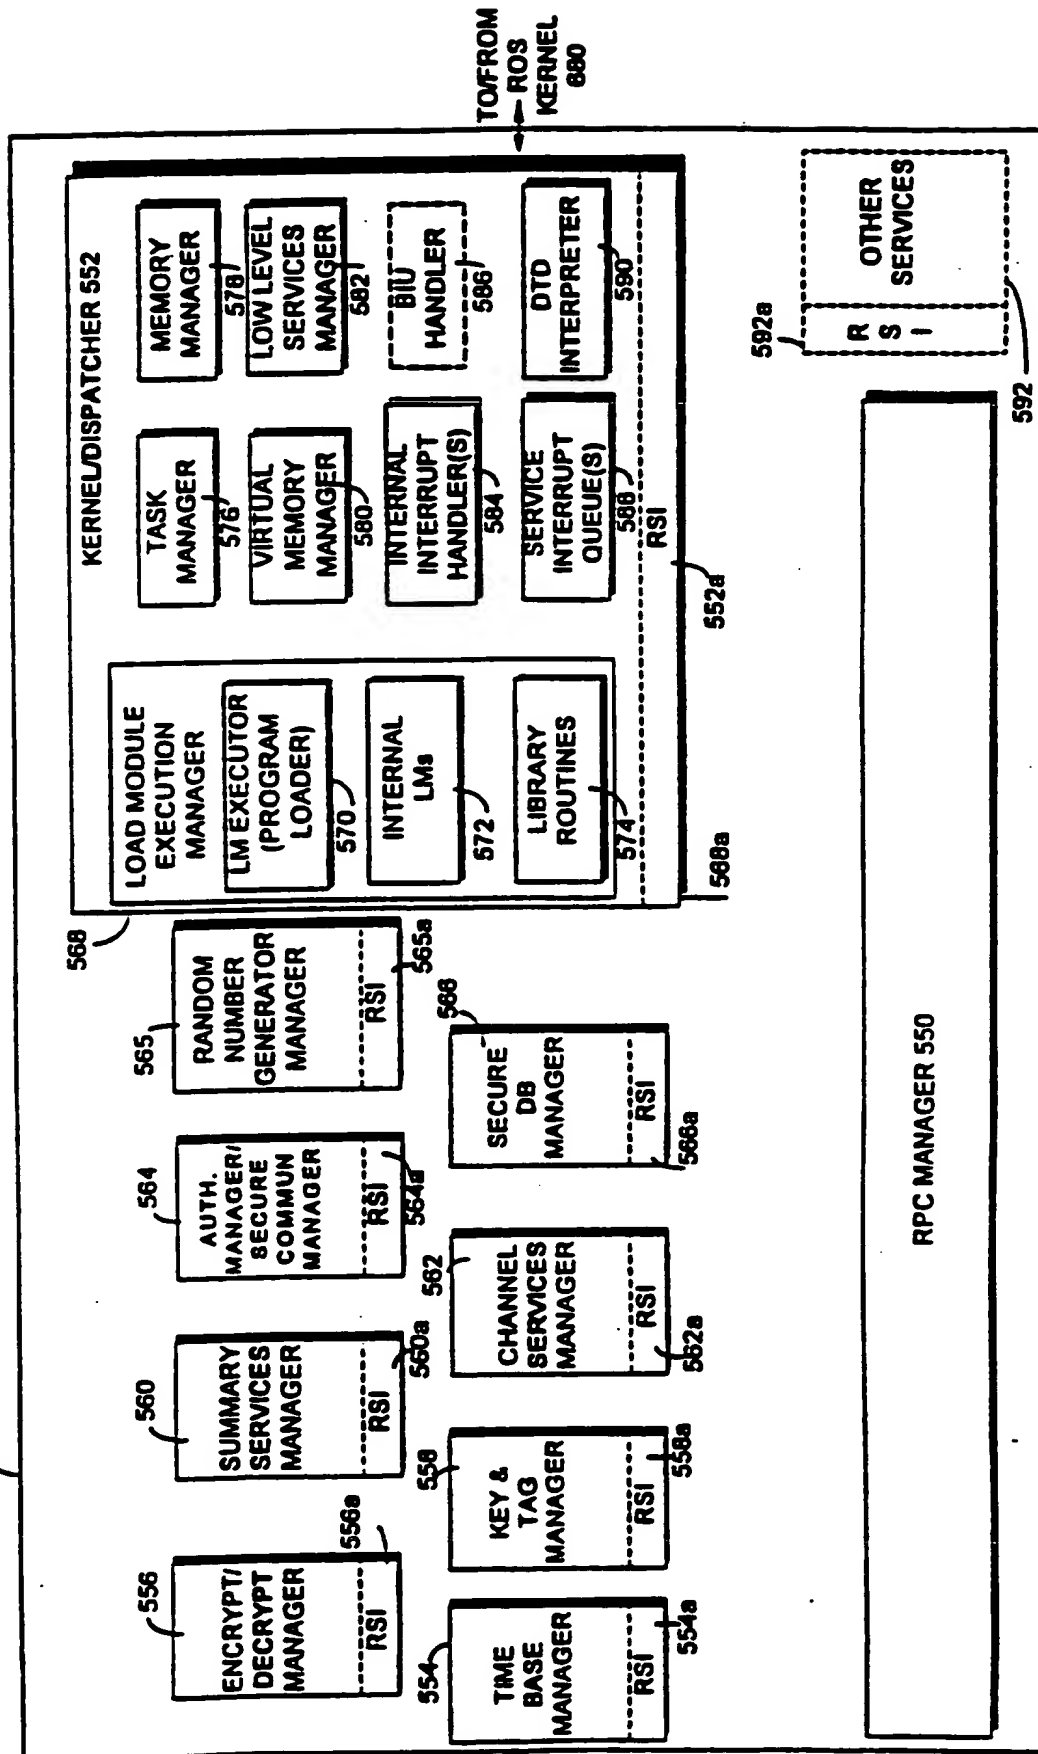 KERNEL/DISPATCHER 552
568
LOAD MODULE
EXECUTION
MANAGER
LM EXECUTOR
(PROGRAM
LOADER)
570
INTERNAL
LMs
572
LIBRARY
ROUTINES
574
568a
TASK
MANAGER
576
MEMORY
MANAGER
578
VIRTUAL
MEMORY
MANAGER
580
LOW LEVEL
SERVICES
MANAGER
582
INTERNAL
INTERRUPT
HANDLER(S)
584
BIU
HANDLER
586
SERVICE
INTERRUPT
QUEUE(S)
588
DTD
INTERPRETER
590
RSI
552a
TO/FROM
ROS
KERNEL
680
556
ENCRYPT/
DECRYPT
MANAGER
RSI
556a
560
SUMMARY
SERVICES
MANAGER
RSI
560a
564
AUTH.
MANAGER/
SECURE
COMMUN
MANAGER
RSI
564a
565
RANDOM
NUMBER
GENERATOR
MANAGER
RSI
565a
554
TIME
BASE
MANAGER
RSI
554a
558
KEY &
TAG
MANAGER
RSI
558a
562
CHANNEL
SERVICES
MANAGER
RSI
562a
566
SECURE
DB
MANAGER
RSI
566a
592a
R
S
I
OTHER
SERVICES
592
RPC MANAGER 550